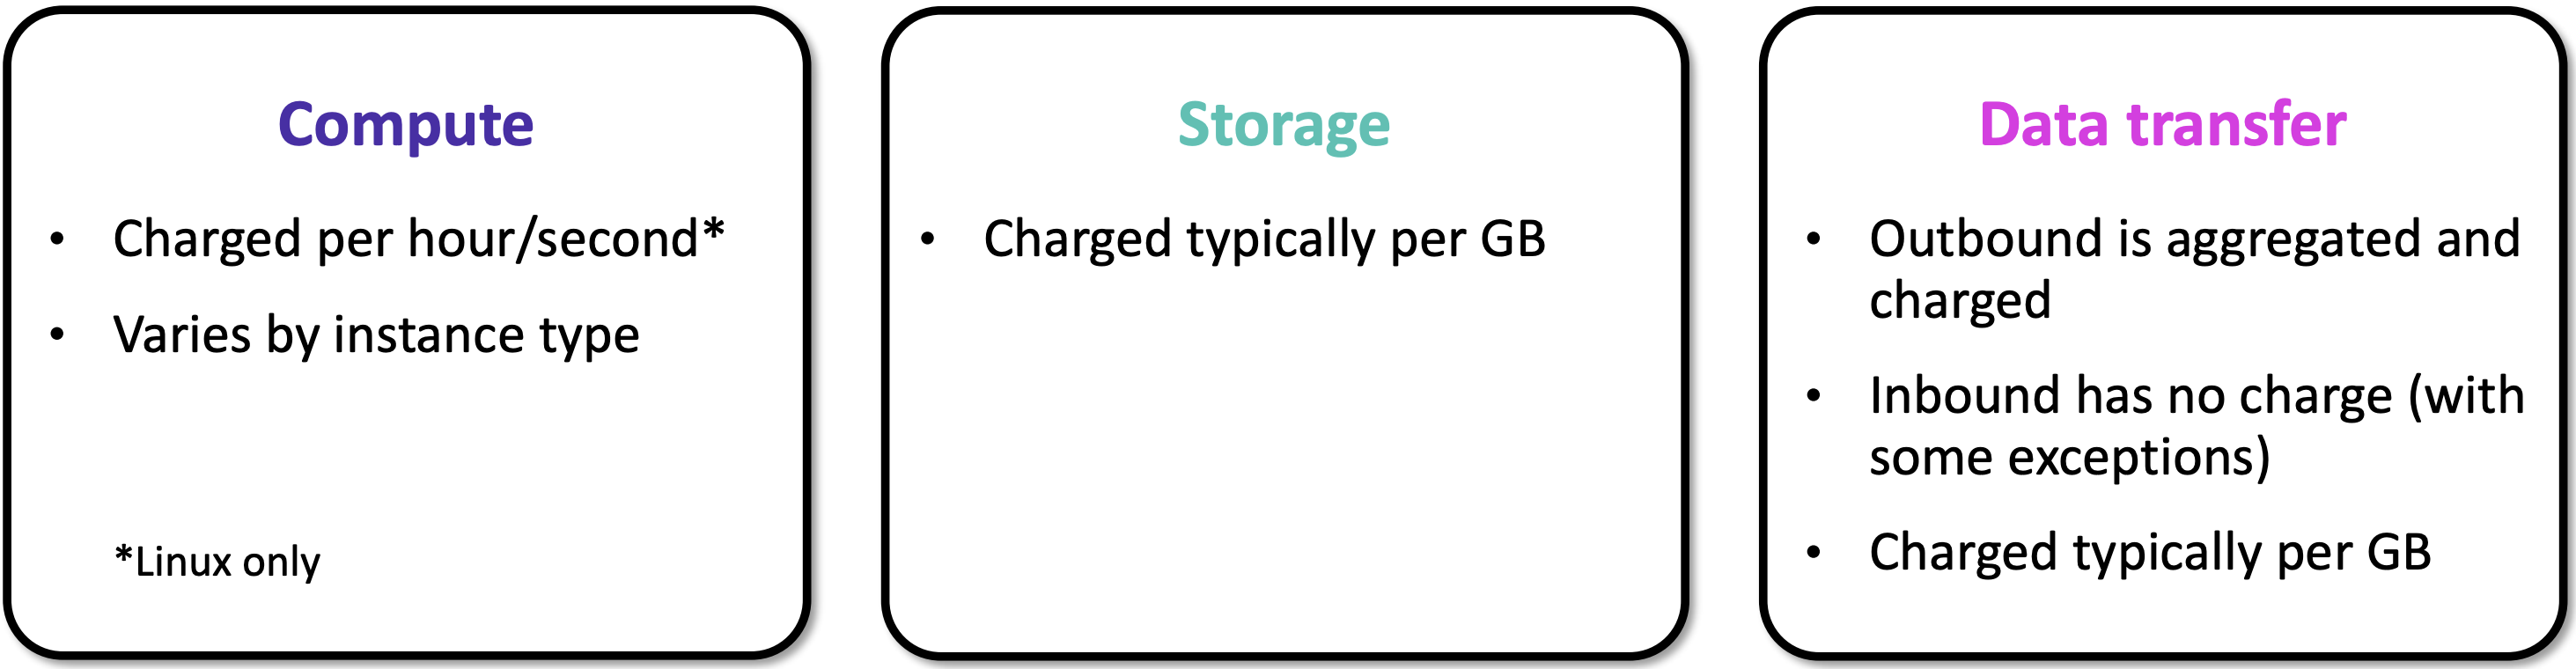 Compute
• Charged per hour/second*
• Varies by instance type
*Linux only
Storage
• Charged typically per GB
Data transfer
• Outbound is aggregated and
charged
• Inbound has no charge (with
some exceptions)
• Charged typically per GB